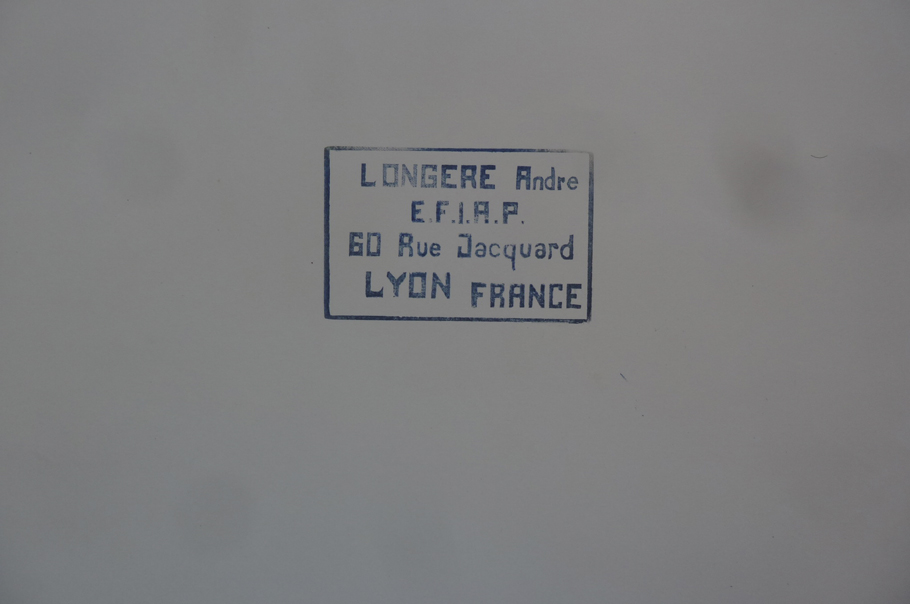 LONGERE Andre
E.F.I.A.P.
60 Rue Jacquard
LYON FRANCE